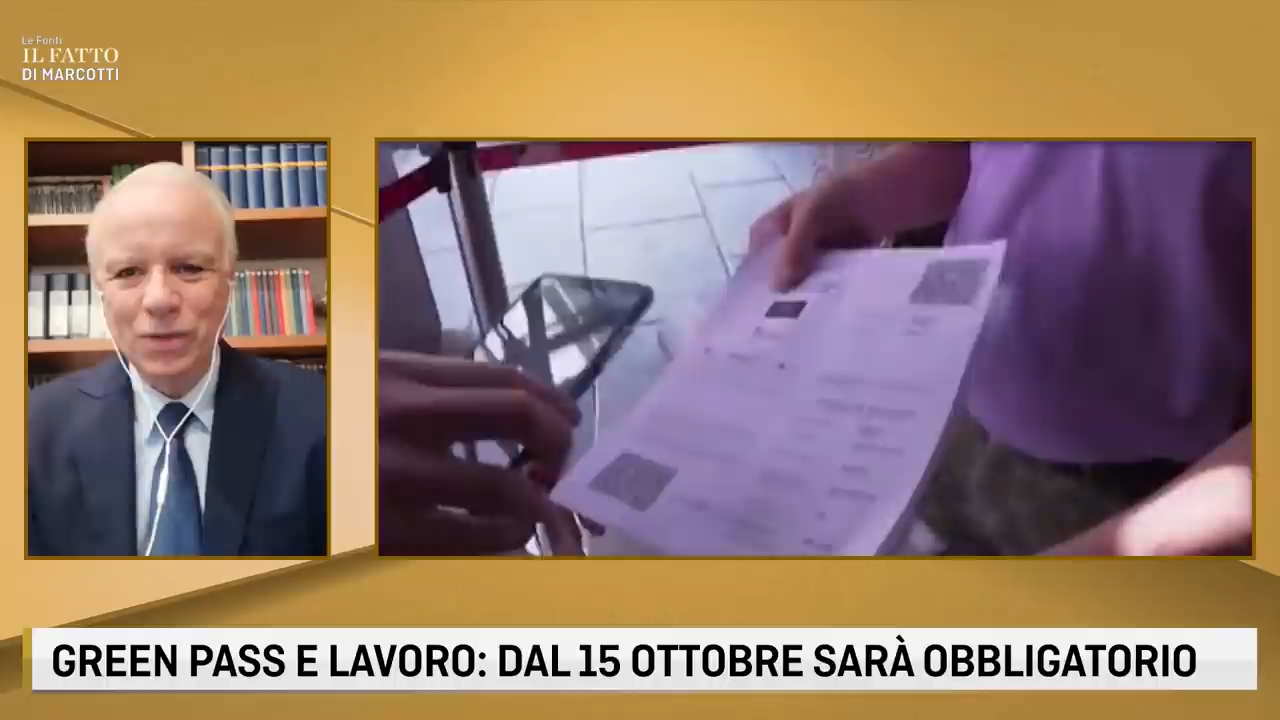 Le Fonti
IL FATTO
DI MARCOTTI
GREEN PASS E LAVORO: DAL 15 OTTOBRE SARÀ OBBLIGATORIO